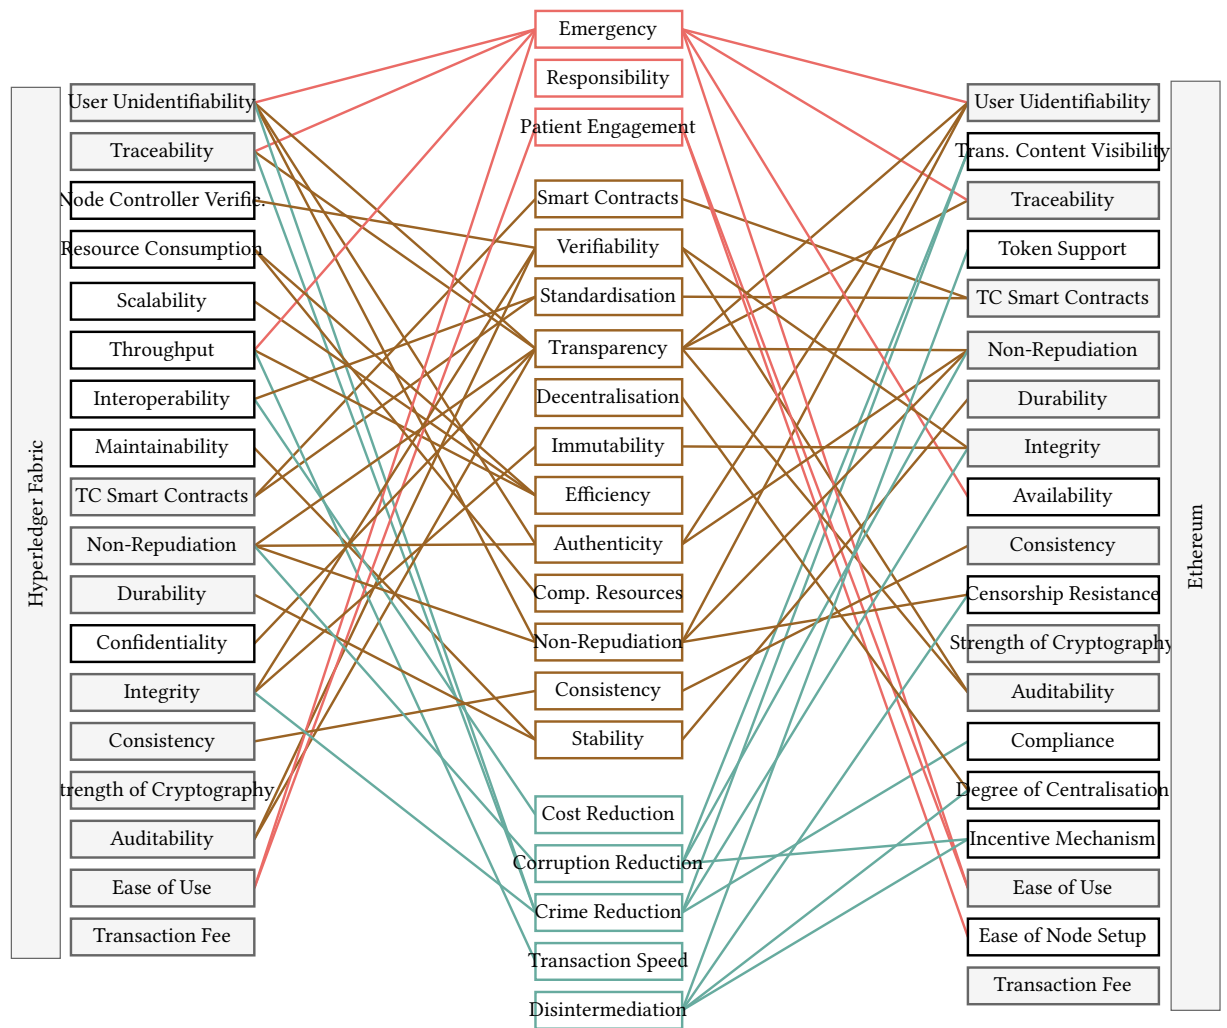 Hyperledger Fabric
User Unidentifiability
Traceability
Node Controller Verific.
Resource Consumption
Scalability
Throughput
Interoperability
Maintainability
TC Smart Contracts
Non-Repudiation
Durability
Confidentiality
Integrity
Consistency
trength of Cryptography
Auditability
Ease of Use
Transaction Fee
Emergency
Responsibility
Patient Engagement
Smart Contracts
Verifiability
Standardisation
Transparency
Decentralisation
Immutability
Efficiency
Authenticity
Comp. Resources
Non-Repudiation
Consistency
Stability
Cost Reduction
Corruption Reduction
Crime Reduction
Transaction Speed
Disintermediation
User Uidentifiability
Trans. Content Visibility
Traceability
Token Support
TC Smart Contracts
Non-Repudiation
Durability
Integrity
Availability
Consistency
Censorship Resistance
Strength of Cryptography
Auditability
Compliance
Degree of Centralisation
Incentive Mechanism
Ease of Use
Ease of Node Setup
Transaction Fee
Ethereum